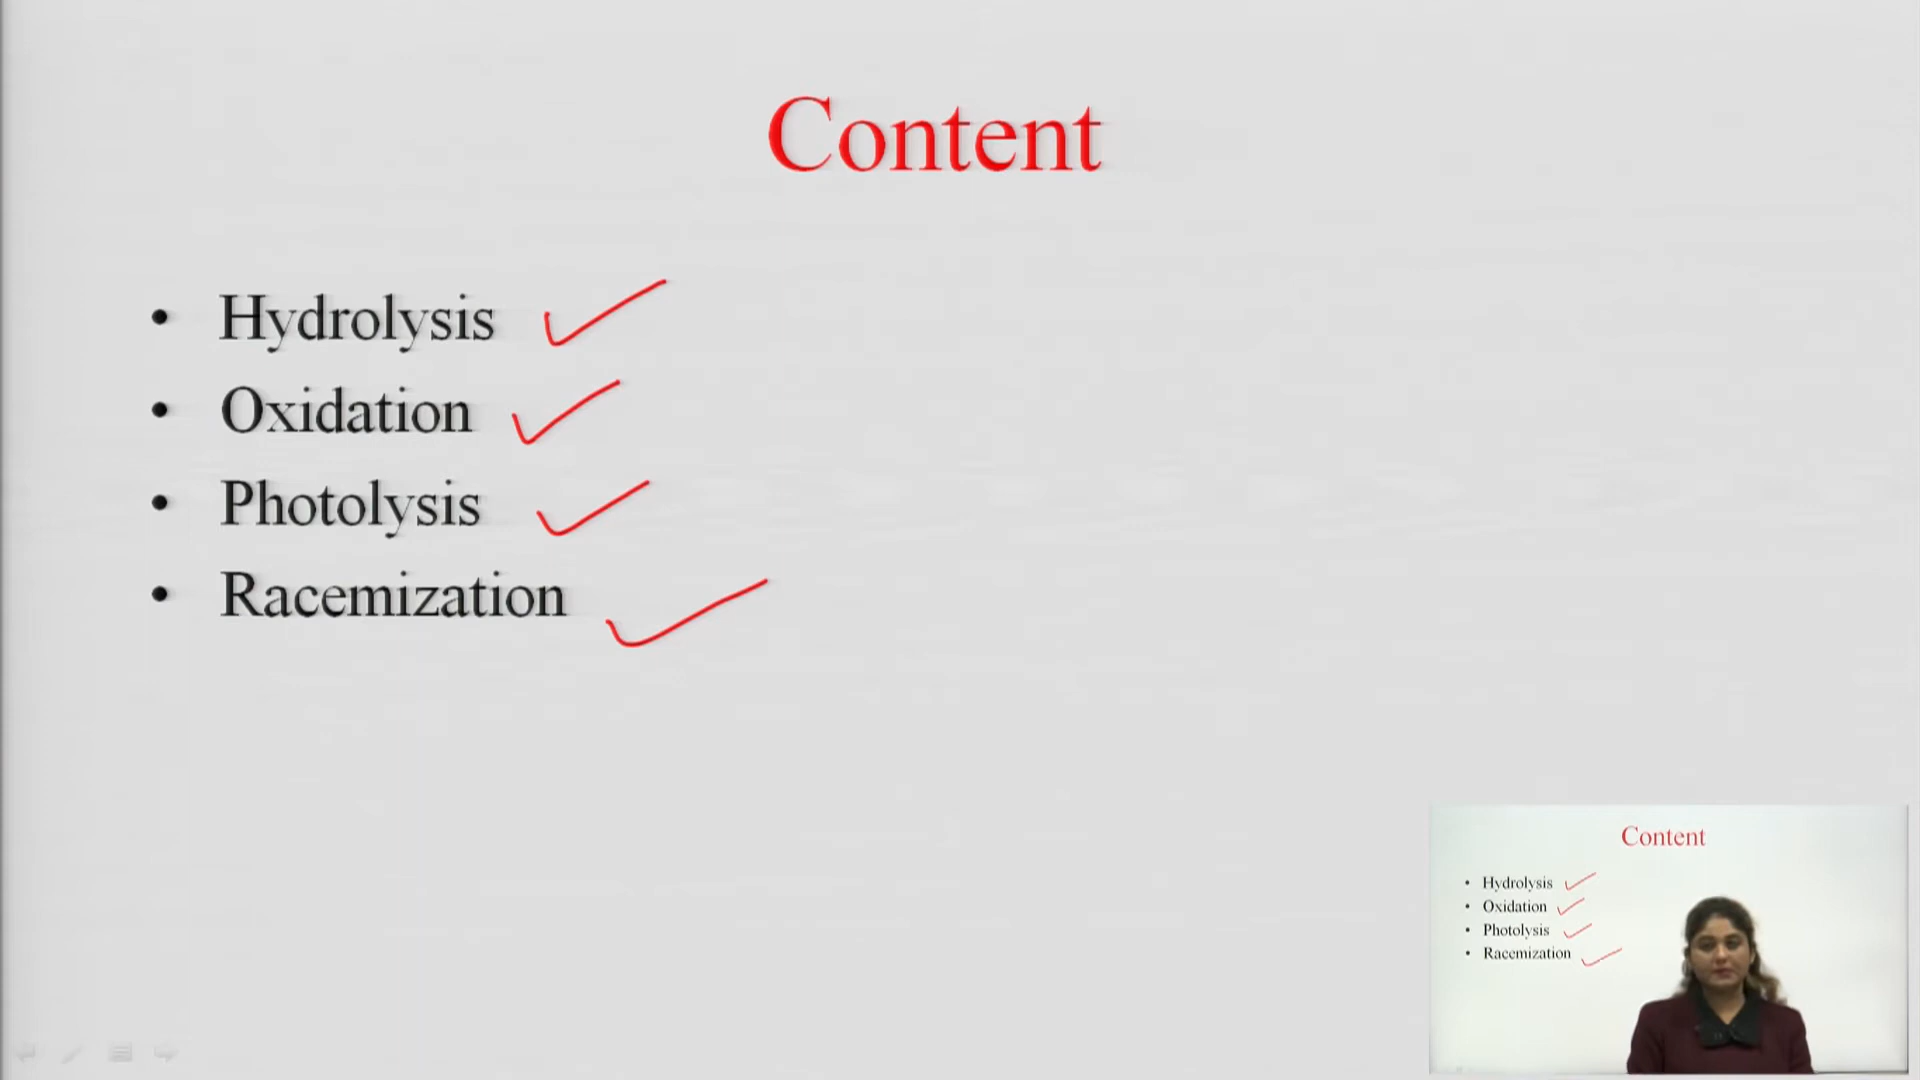 Content
• Hydrolysis
• Oxidation
• Photolysis
• Racemization
Content
• Hydrolysis
• Oxidation
• Photolysis
• Racemization